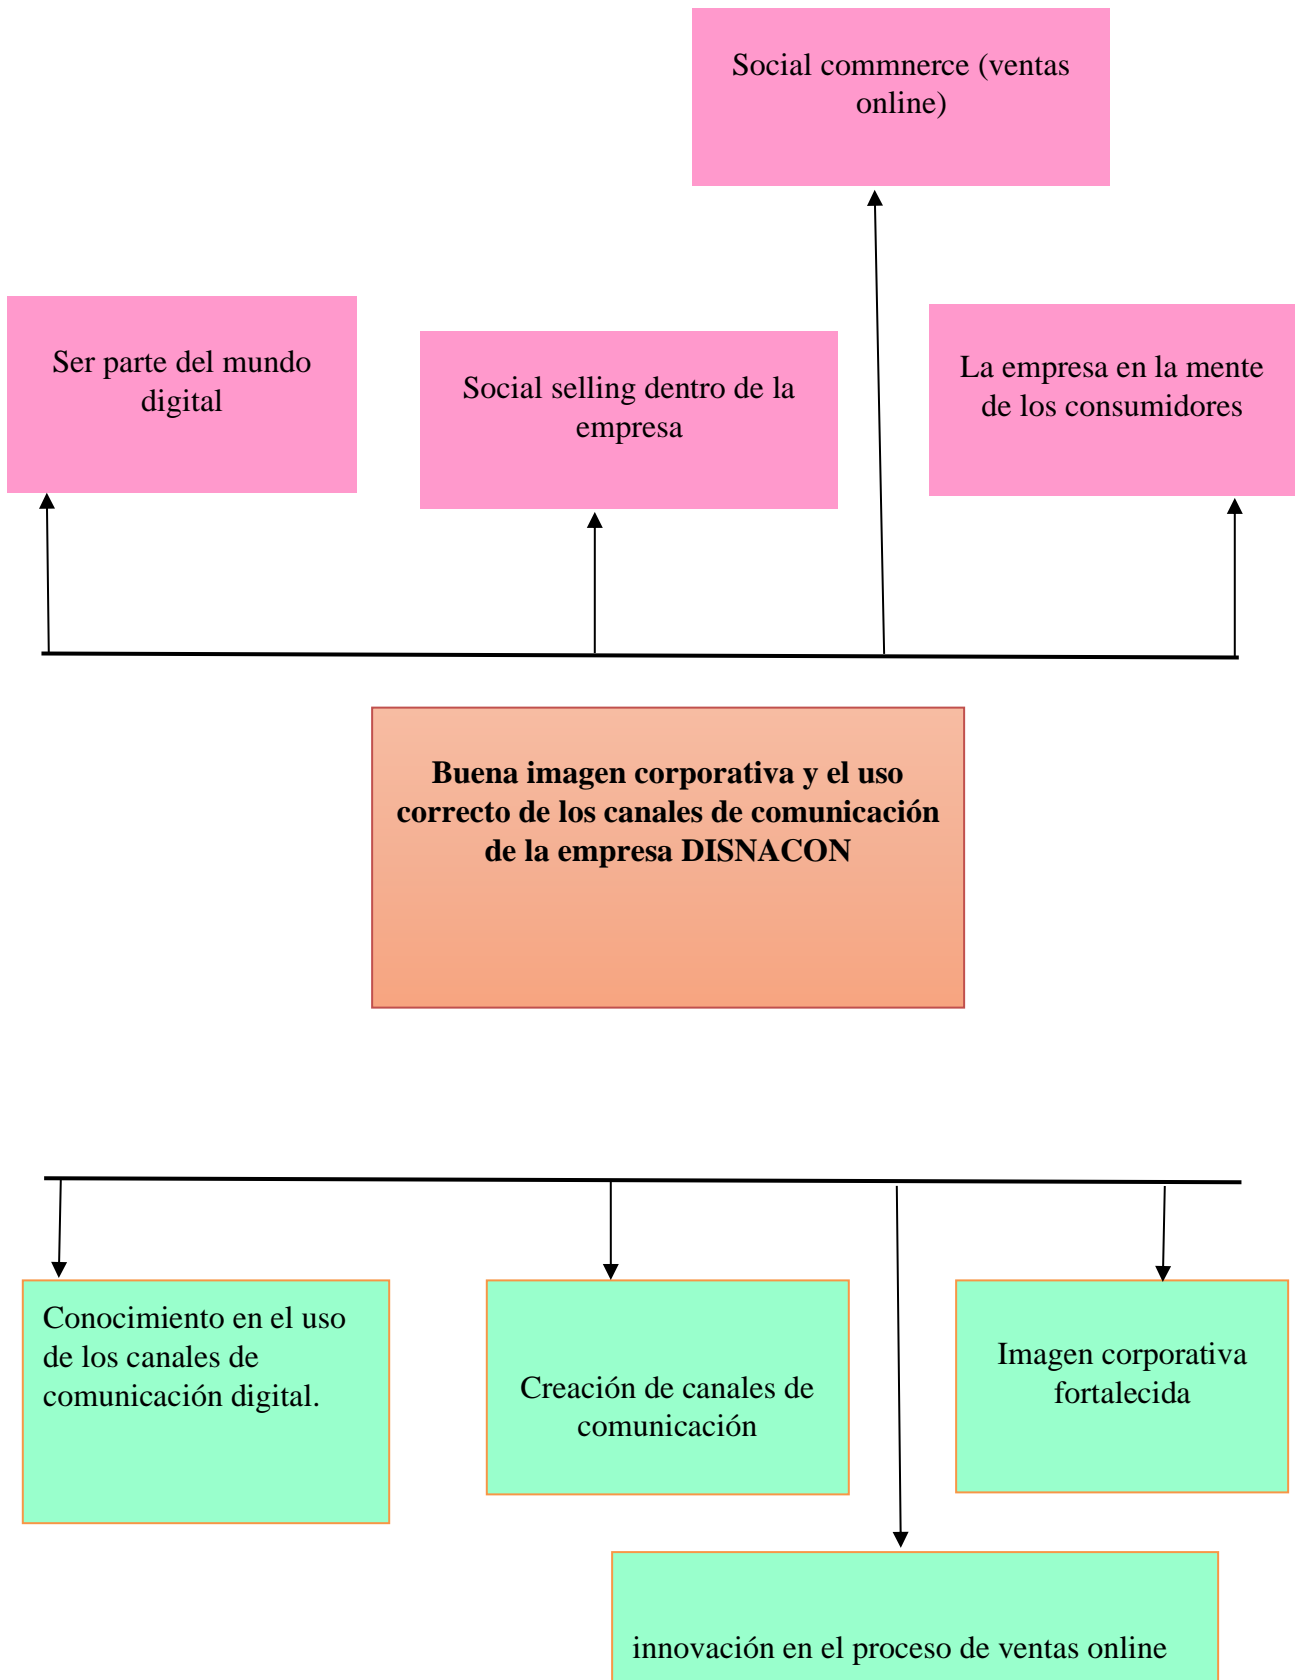 Social commnerce (ventas
online)
Ser parte del mundo
digital
Social selling dentro de la
empresa
La empresa en la mente
de los consumidores
Buena imagen corporativa y el uso
correcto de los canales de comunicación
de la empresa DISNACON
Conocimiento en el uso
de los canales de
comunicación digital.
Creación de canales de
comunicación
Imagen corporativa
fortalecida
innovación en el proceso de ventas online